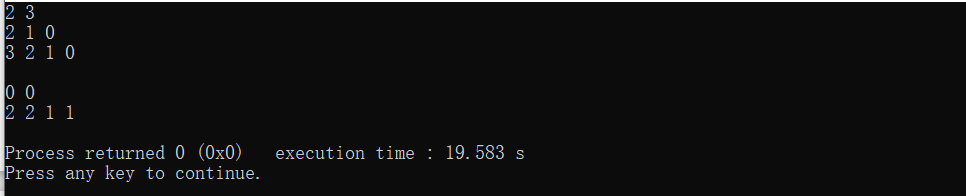 2 3
2 1 0
3 2 1 0

0 0
2 2 1 1

Process returned 0 (0x0)   execution time : 19.583 s
Press any key to continue.